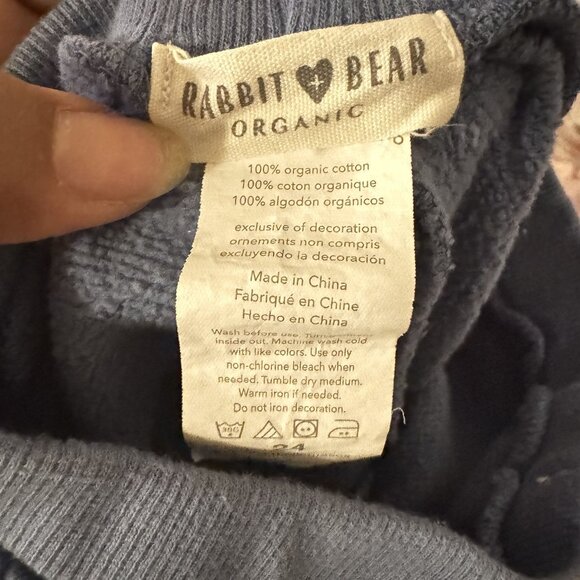 RABBIT + BEAR
ORGANIC
100% organic cotton
100% coton organique
100% algodón orgánicos
exclusive of decoration
ornements non compris
excluyendo la decoración
Made in China
Fabriqué en Chine
Hecho en China
Wash before use. Turn
inside out. Machine wash cold
with like colors. Use only
non-chlorine bleach when
needed. Tumble dry medium.
Warm iron if needed.
Do not iron decoration.
24